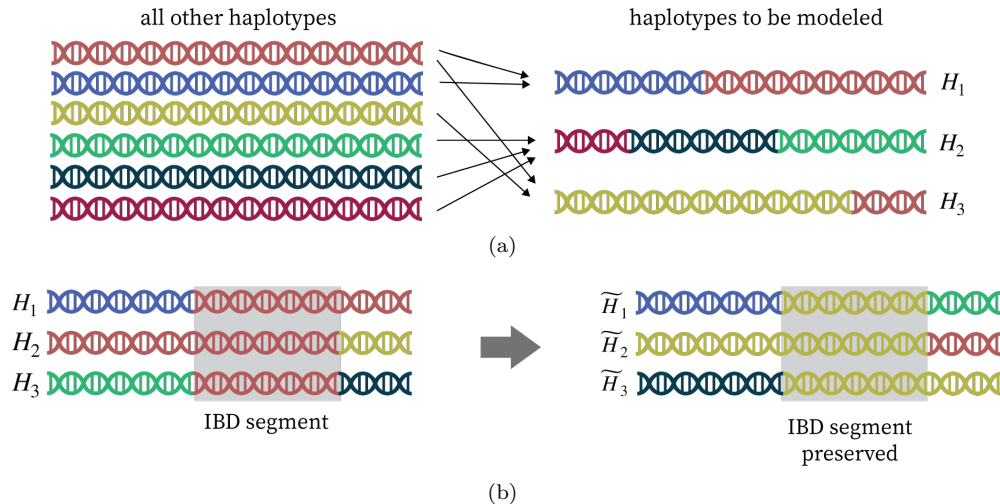 all other haplotypes
haplotypes to be modeled
H₁
H₂
H₃
(a)
H₁
H₂
H₃
IBD segment
H̃₁
H̃₂
H̃₃
IBD segment
preserved
(b)